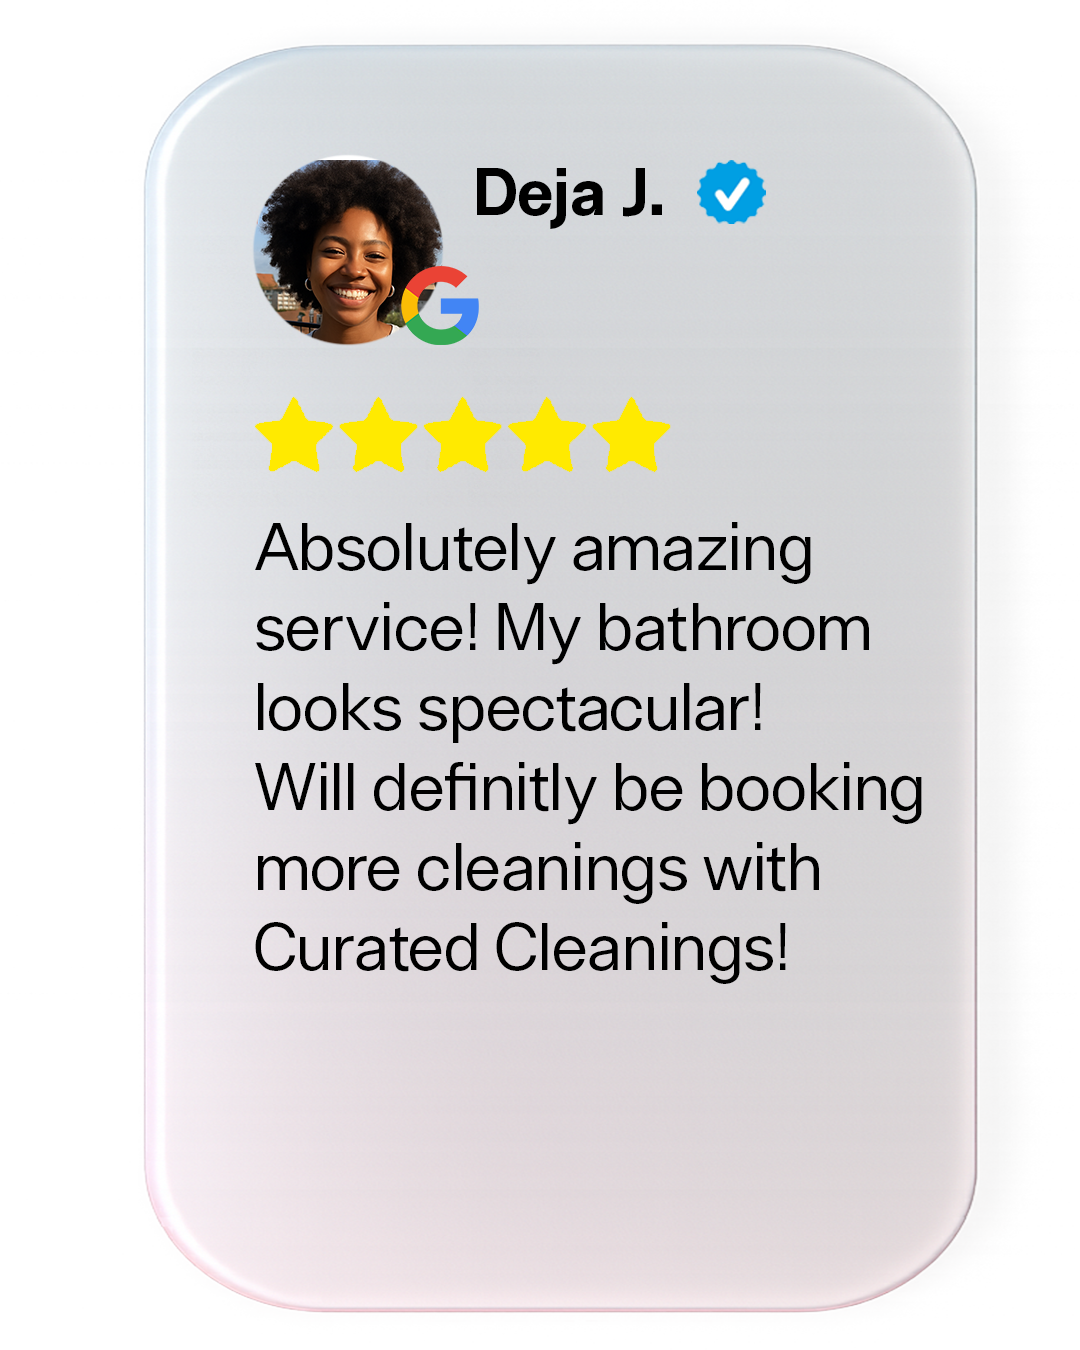 Deja J.
Absolutely amazing
service! My bathroom
looks spectacular!
Will definitly be booking
more cleanings with
Curated Cleanings!